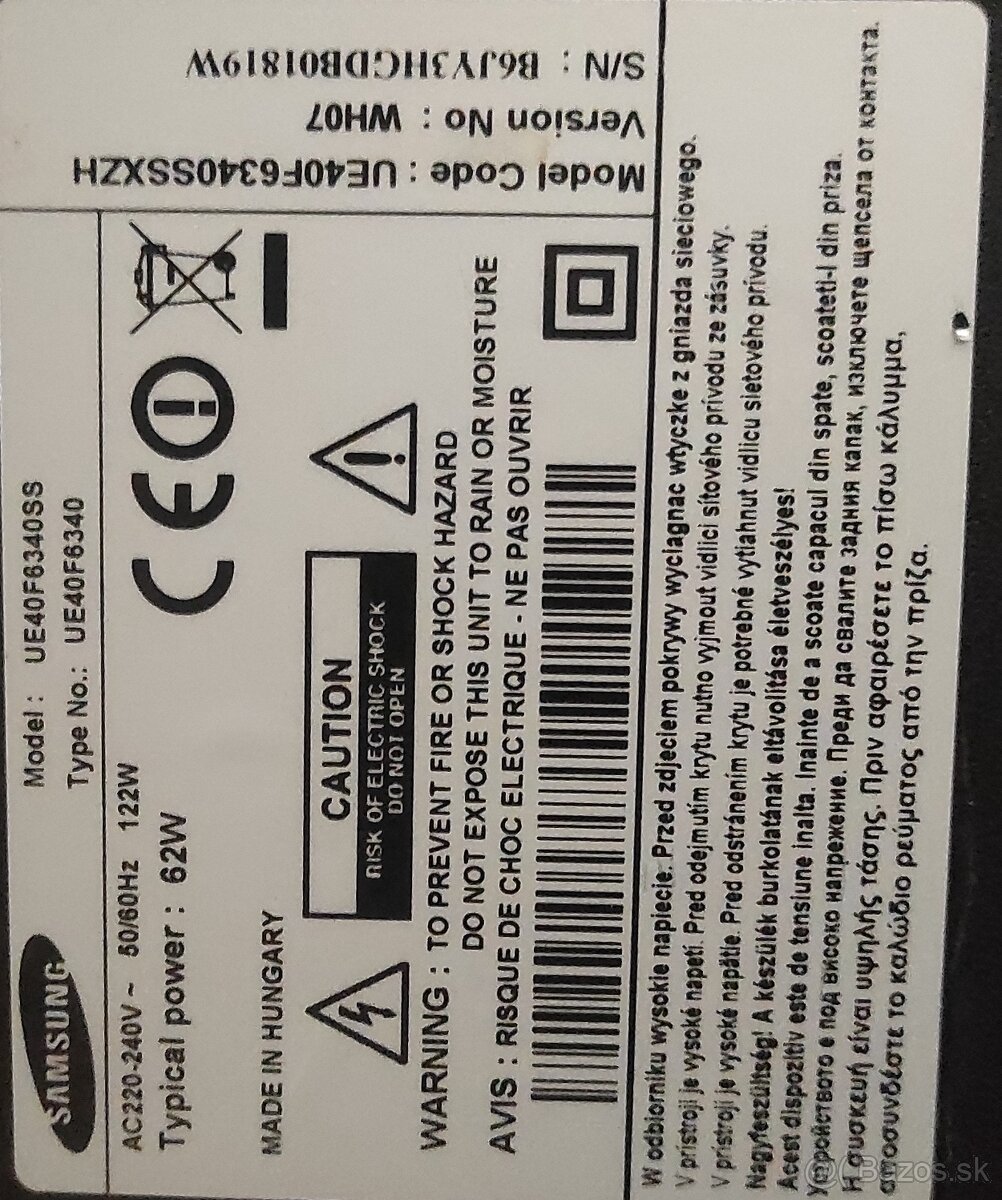 SAMSUNG
Model : UE40F6340SS
Type No.: UE40F6340
AC220-240V ~ 50/60Hz 122W
Typical power : 62W
MADE IN HUNGARY
CAUTION
RISK OF ELECTRIC SHOCK
DO NOT OPEN
WARNING : TO PREVENT FIRE OR SHOCK HAZARD
DO NOT EXPOSE THIS UNIT TO RAIN OR MOISTURE
AVIS : RISQUE DE CHOC ELECTRIQUE - NE PAS OUVRIR
Model Code : UE40F6340SSXZH
Version No : WH07
S/N : B6JY3HGDB01819W
W odbiorniku wysokie napiecie. Przed zdjeciem pokrywy wyclagnac wtyczke z gniazda sieciowego.
V prístroji je vysoké napetí. Pred odejmutím krytu nutno vyjmout vidlici sítového prívodu ze zásuvky.
V prístroji je vysoké napätie. Pred odstránením krytu je potrebné vytiahnut vidlicu sietového prívodu.
Nagyfeszültség! A készülék burkolatának eltávolítása életveszélyes!
Acest dispozitiv este de tensiune inalta. Inainte de a scoate capacul din spate, scoateti-l din priza.
Устройството е под високо напрежение. Преди да свалите задния капак, изключете щепсела от контакта.
Η συσκευή είναι υψηλής τάσης. Πριν αφαιρέσετε το πίσω κάλυμμα,
αποσυνδέστε το καλώδιο ρεύματος από την πρίζα.
Bazos.sk